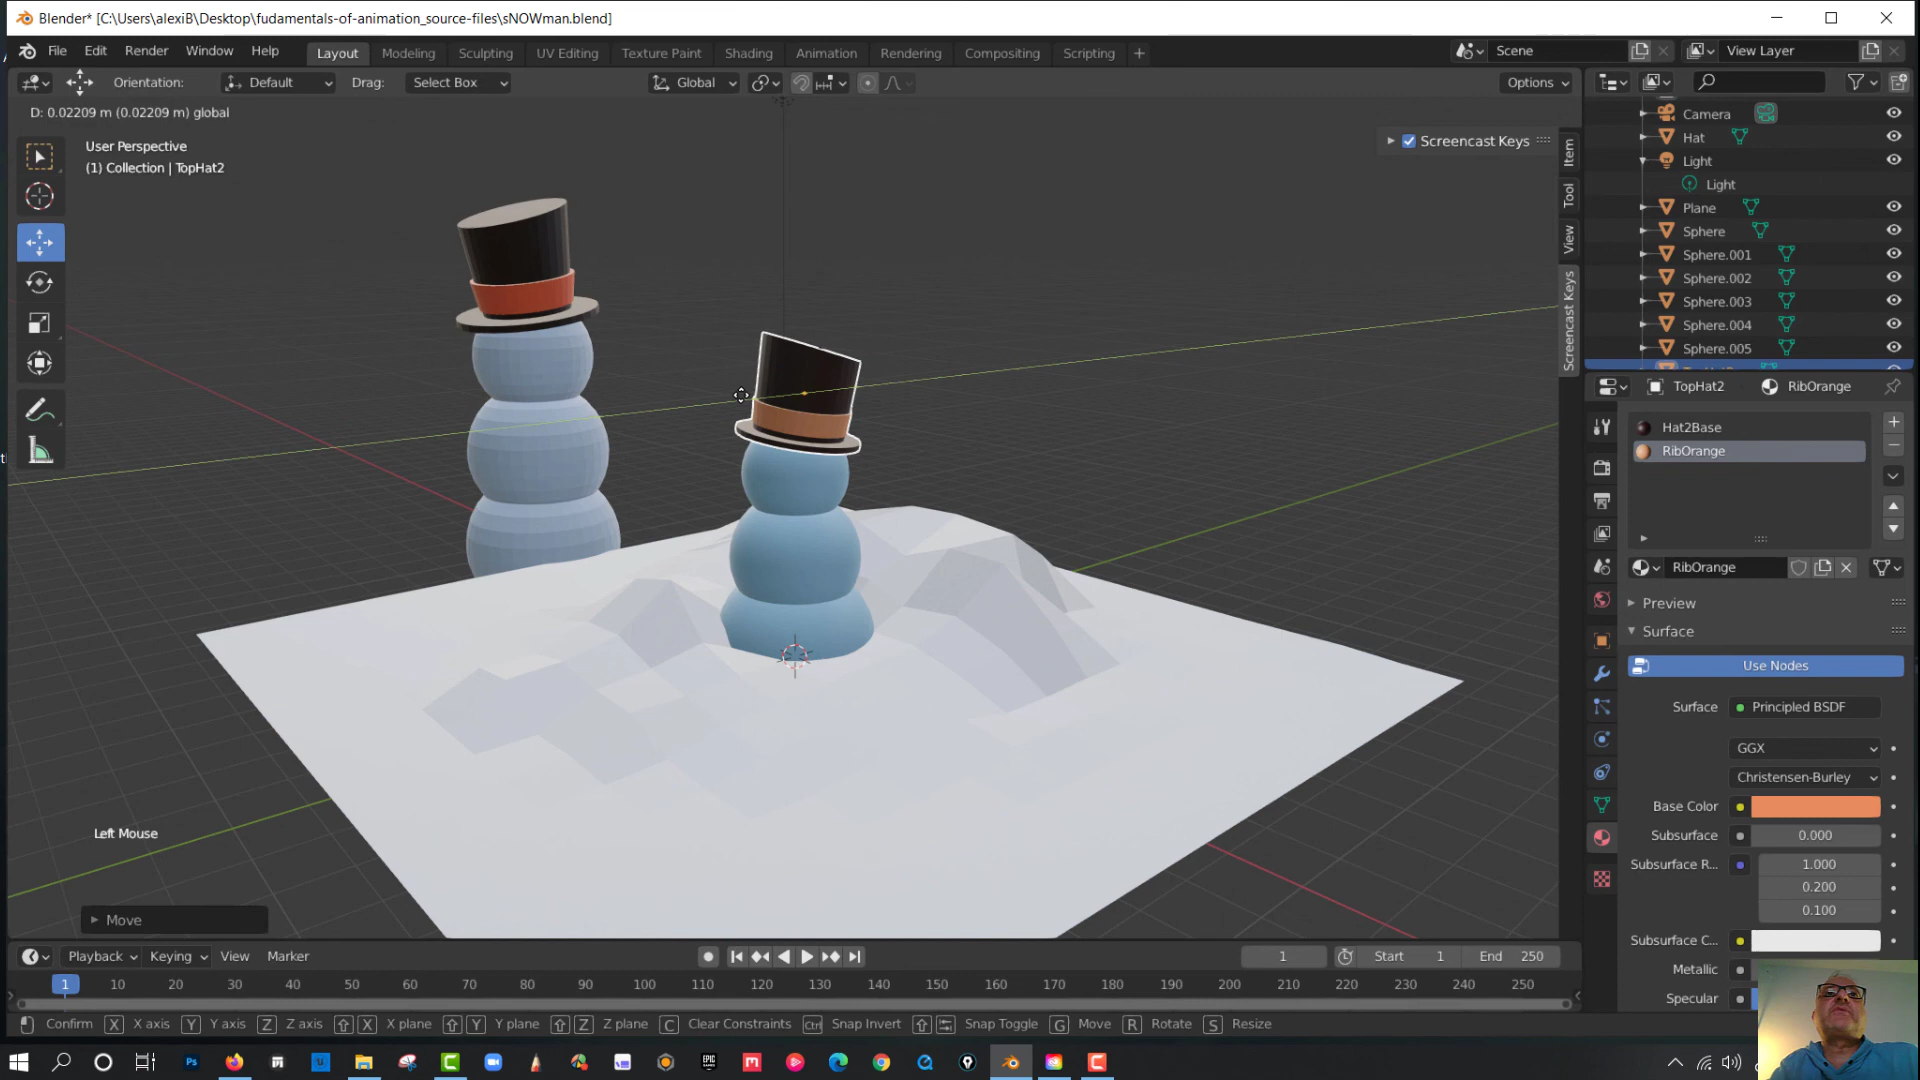 Blender* [C:\Users\alexiB\Desktop\fudamentals-of-animation_source-files\sNOWman.blend]
File Edit Render Window Help Layout Modeling Sculpting UV Editing Texture Paint Shading Animation Rendering Compositing Scripting + Scene View Layer
Orientation: Default Drag: Select Box Global Options
D: 0.02209 m (0.02209 m) global
User Perspective
(1) Collection | TopHat2
Screencast Keys
Item
Tool
View
Screencast Keys
Left Mouse
Move
Camera
Hat
Light
Light
Plane
Sphere
Sphere.001
Sphere.002
Sphere.003
Sphere.004
Sphere.005
TopHat2 RibOrange
Hat2Base
RibOrange
RibOrange
Preview
Surface
Use Nodes
Surface Principled BSDF
GGX
Christensen-Burley
Base Color
Subsurface 0.000
Subsurface R... 1.000
0.200
0.100
Subsurface C...
Metallic
Specular
Playback Keying View Marker 1 Start 1 End 250
1 10 20 30 40 50 60 70 80 90 100 110 120 130 140 150 160 170 180 190 200 210 220 230 240 250
Confirm X X axis Y Y axis Z Z axis X X plane Y Y plane Z Z plane C Clear Constraints Ctrl Snap Invert Snap Toggle G Move R Rotate S Resize
Ps
EPIC GAMES